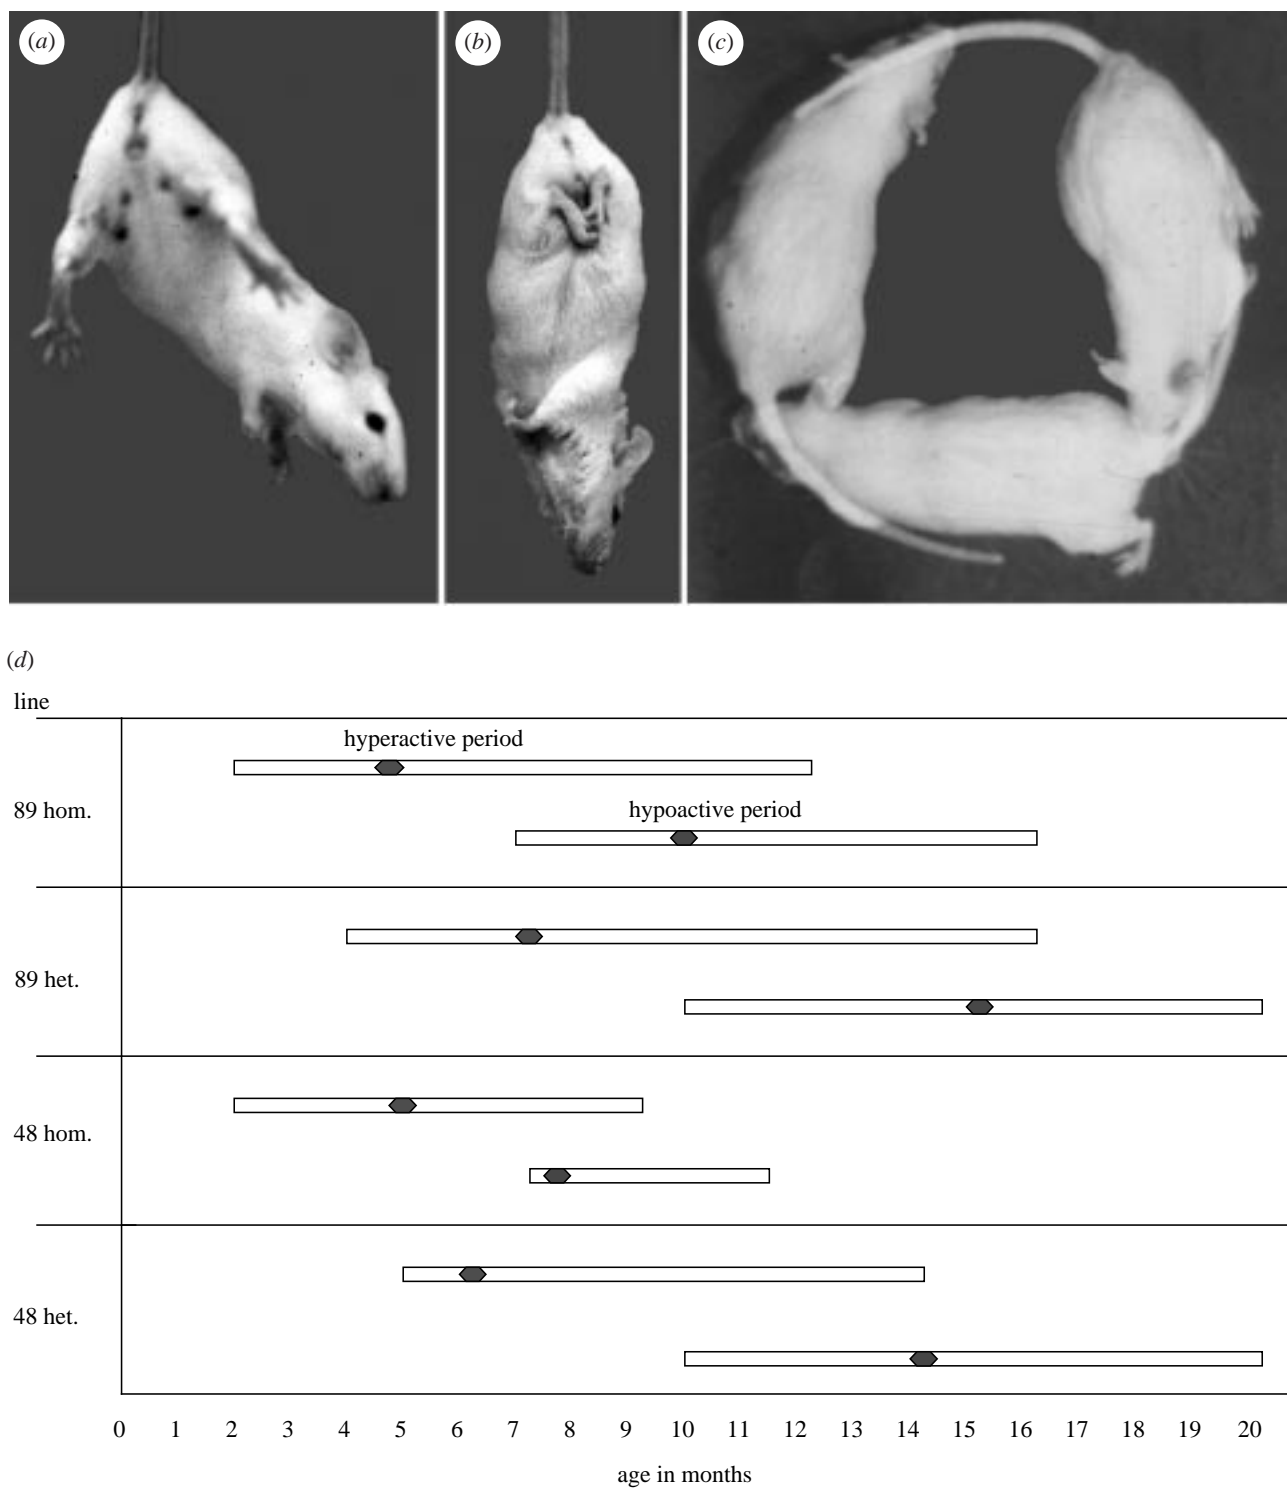 (a)
(b)
(c)
(d)
line
hyperactive period
89 hom.
hypoactive period
89 het.
48 hom.
48 het.
0 1 2 3 4 5 6 7 8 9 10 11 12 13 14 15 16 17 18 19 20
age in months